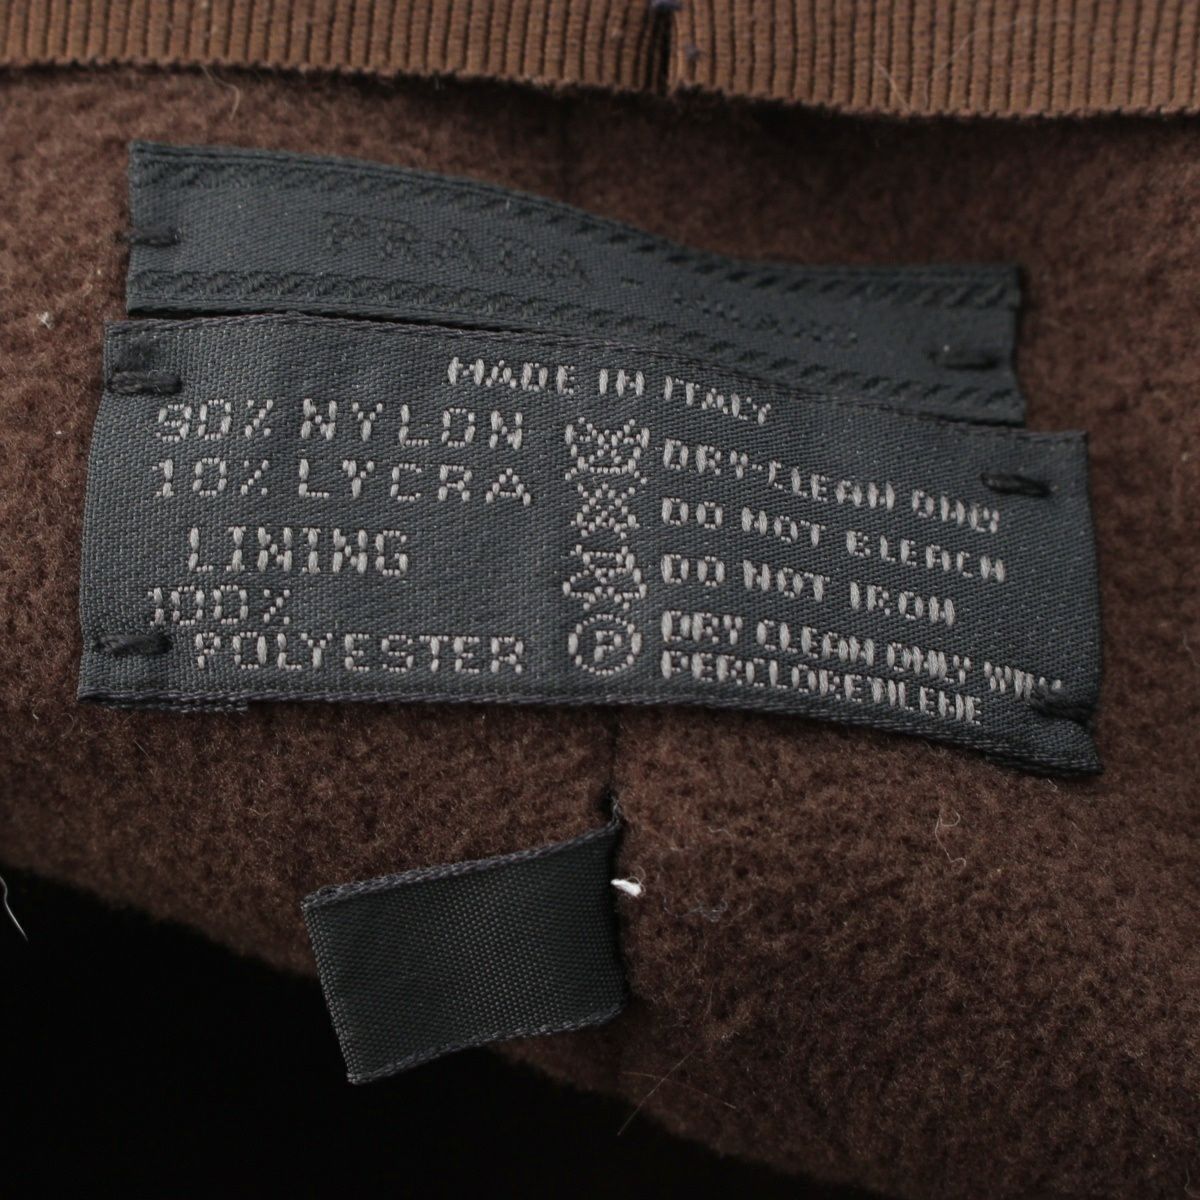 PRADA
MADE IN ITALY
90% NYLON
10% LYCRA
LINING
100%
POLYESTER
DRY-CLEAN ONLY
DO NOT BLEACH
DO NOT IRON
P
DRY CLEAN ONLY WITH
PERCLORETILENE